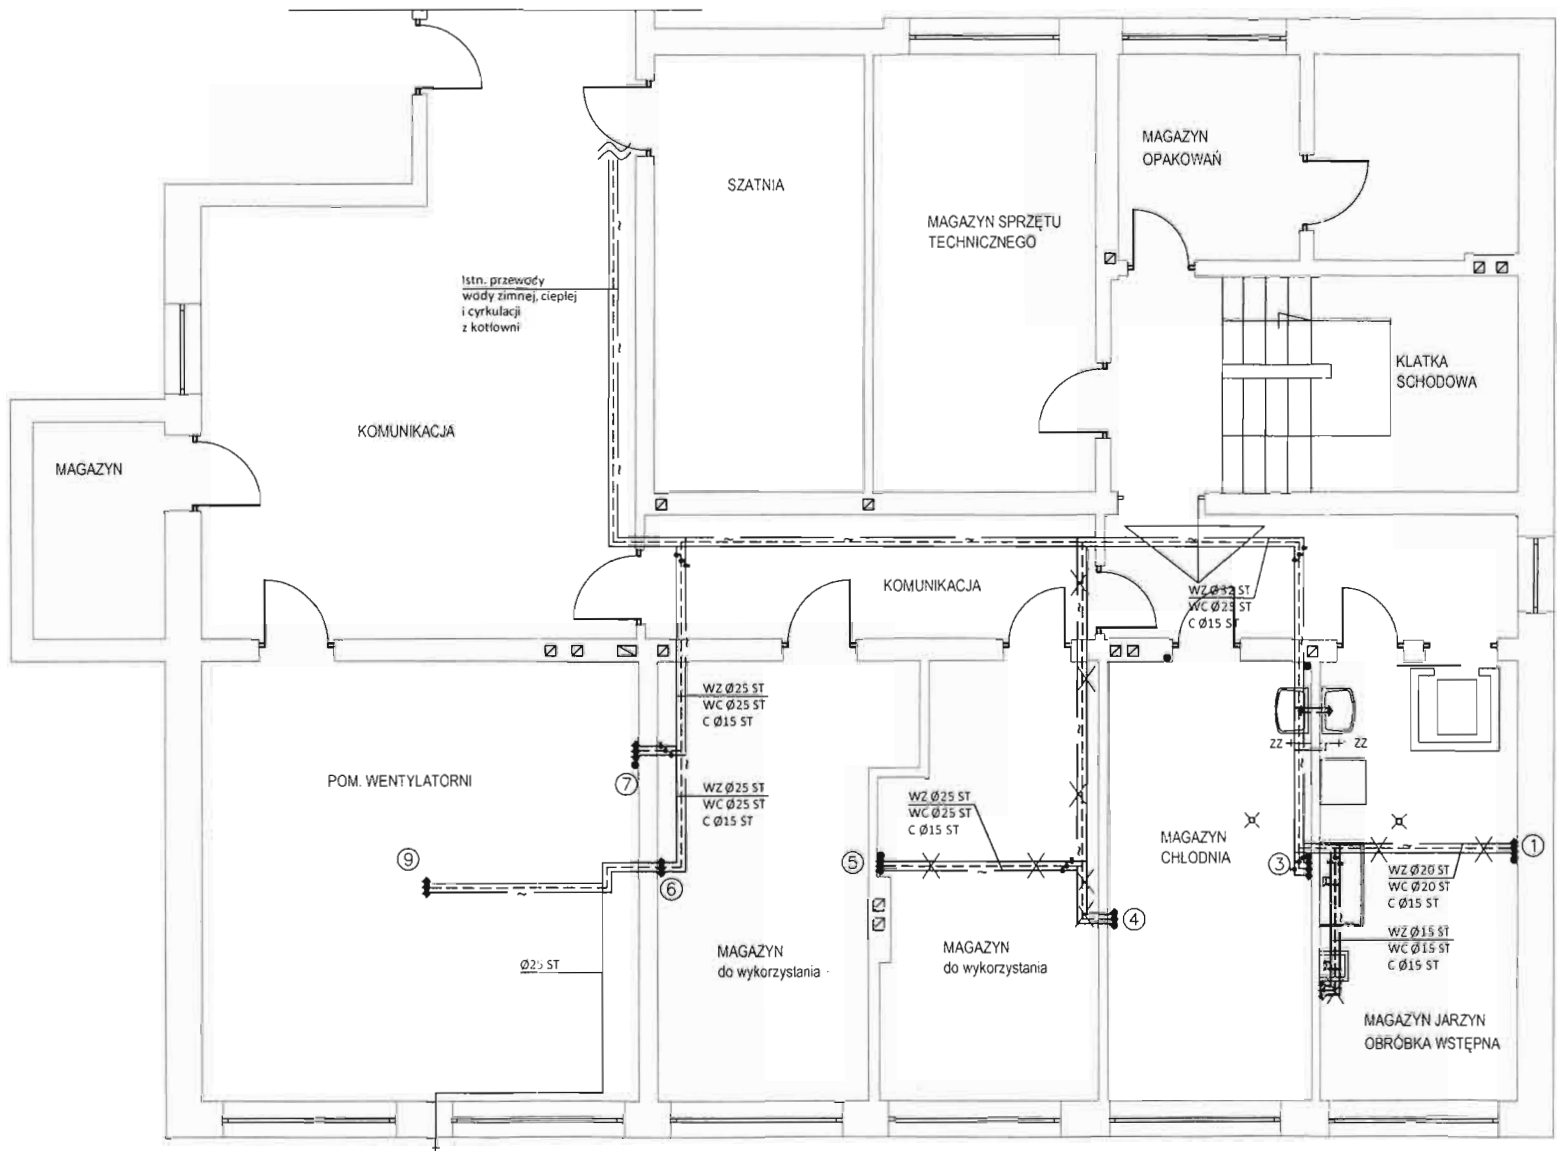 MAGAZYN
OPAKOWAŃ
SZATNIA
MAGAZYN SPRZĘTU
TECHNICZNEGO
Istn. przewody
wody zimnej, ciepłej
i cyrkulacji
z kotłowni
KLATKA
SCHODOWA
KOMUNIKACJA
MAGAZYN
KOMUNIKACJA
WZ Ø32 ST
WC Ø25 ST
C Ø15 ST
WZ Ø25 ST
WC Ø25 ST
C Ø15 ST
ZZ
ZZ
7
POM. WENTYLATORNI
WZ Ø25 ST
WC Ø25 ST
C Ø15 ST
WZ Ø25 ST
WC Ø25 ST
C Ø15 ST
MAGAZYN
CHŁODNIA
9
5
3
1
6
WZ Ø20 ST
WC Ø20 ST
C Ø15 ST
4
WZ Ø15 ST
WC Ø15 ST
C Ø15 ST
Ø25 ST
MAGAZYN
do wykorzystania
MAGAZYN
do wykorzystania
MAGAZYN JARZYN
OBRÓBKA WSTĘPNA